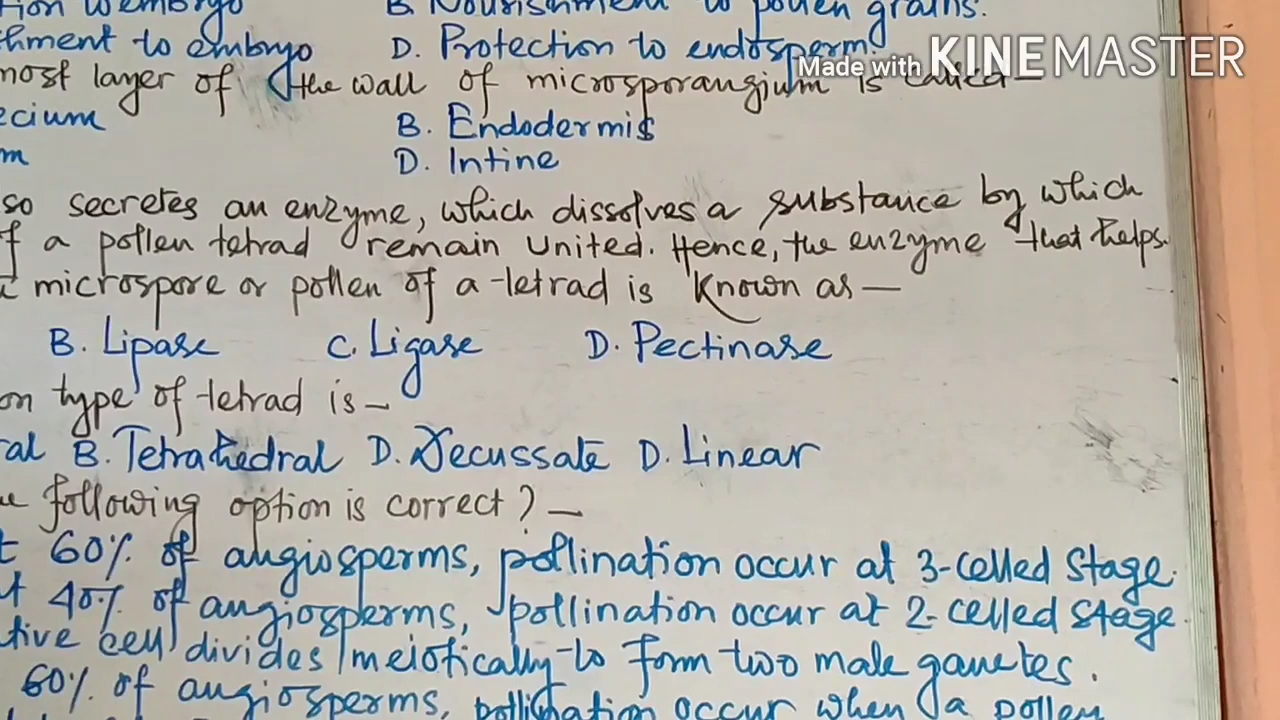 B. Nourishment to pollen grains.
shment to embryo D. Protection to endosperm
Made with KINEMASTER
most layer of the wall of microsporangium is called—
ecium B. Endodermis
m D. Intine
so secretes an enzyme, which dissolves a substance by which
f a pollen tetrad remain united. Hence, the enzyme that helps
microspore or pollen of a tetrad is known as—
B. Lipase C. Ligase D. Pectinase
on type of tetrad is—
al B. Tetrahedral D. Decussate D. Linear
following option is correct? —
t 60% of angiosperms, pollination occur at 3-celled stage.
t 40% of angiosperms, pollination occur at 2-celled stage.
tive cell divides meiotically to form two male gametes.
60% of angiosperms, pollination occur when a pollen